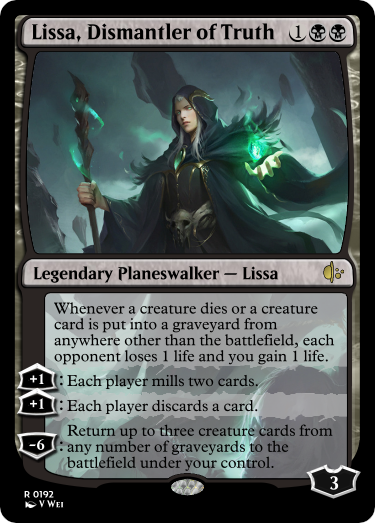 Lissa, Dismantler of Truth 1
Legendary Planeswalker — Lissa
Whenever a creature dies or a creature
card is put into a graveyard from
anywhere other than the battlefield, each
opponent loses 1 life and you gain 1 life.
+1: Each player mills two cards.
+1: Each player discards a card.
Return up to three creature cards from
-6: any number of graveyards to the
battlefield under your control.
3
R 0192
V Wei